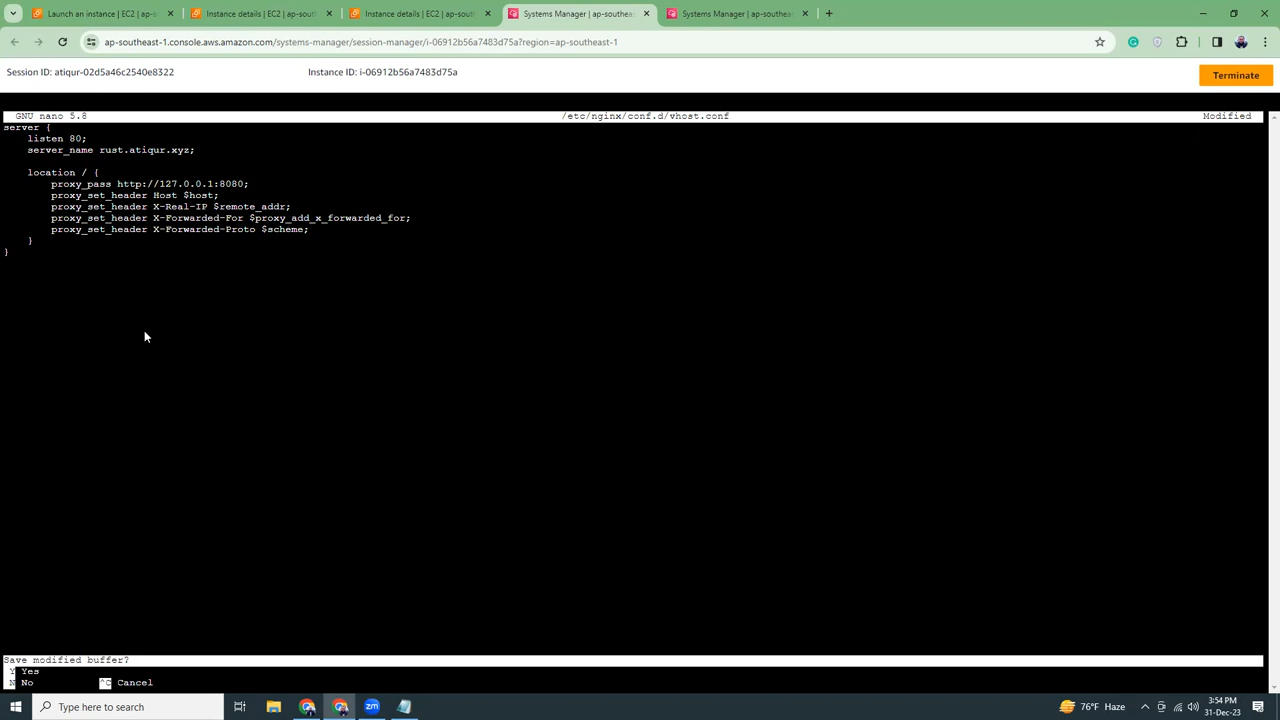 Launch an instance | EC2 | ap-s
Instance details | EC2 | ap-sout
Instance details | EC2 | ap-sout
Systems Manager | ap-southeas
Systems Manager | ap-southeas
ap-southeast-1.console.aws.amazon.com/systems-manager/session-manager/i-06912b56a7483d75a?region=ap-southeast-1
Session ID: atiqur-02d5a46c2540e8322
Instance ID: i-06912b56a7483d75a
Terminate
GNU nano 5.8
/etc/nginx/conf.d/vhost.conf
Modified
server {
listen 80;
server_name rust.atiqur.xyz;
location / {
proxy_pass http://127.0.0.1:8080;
proxy_set_header Host $host;
proxy_set_header X-Real-IP $remote_addr;
proxy_set_header X-Forwarded-For $proxy_add_x_forwarded_for;
proxy_set_header X-Forwarded-Proto $scheme;
}
}
Save modified buffer?
Y Yes
N No
^C Cancel
Type here to search
76°F Haze
3:54 PM
31-Dec-23